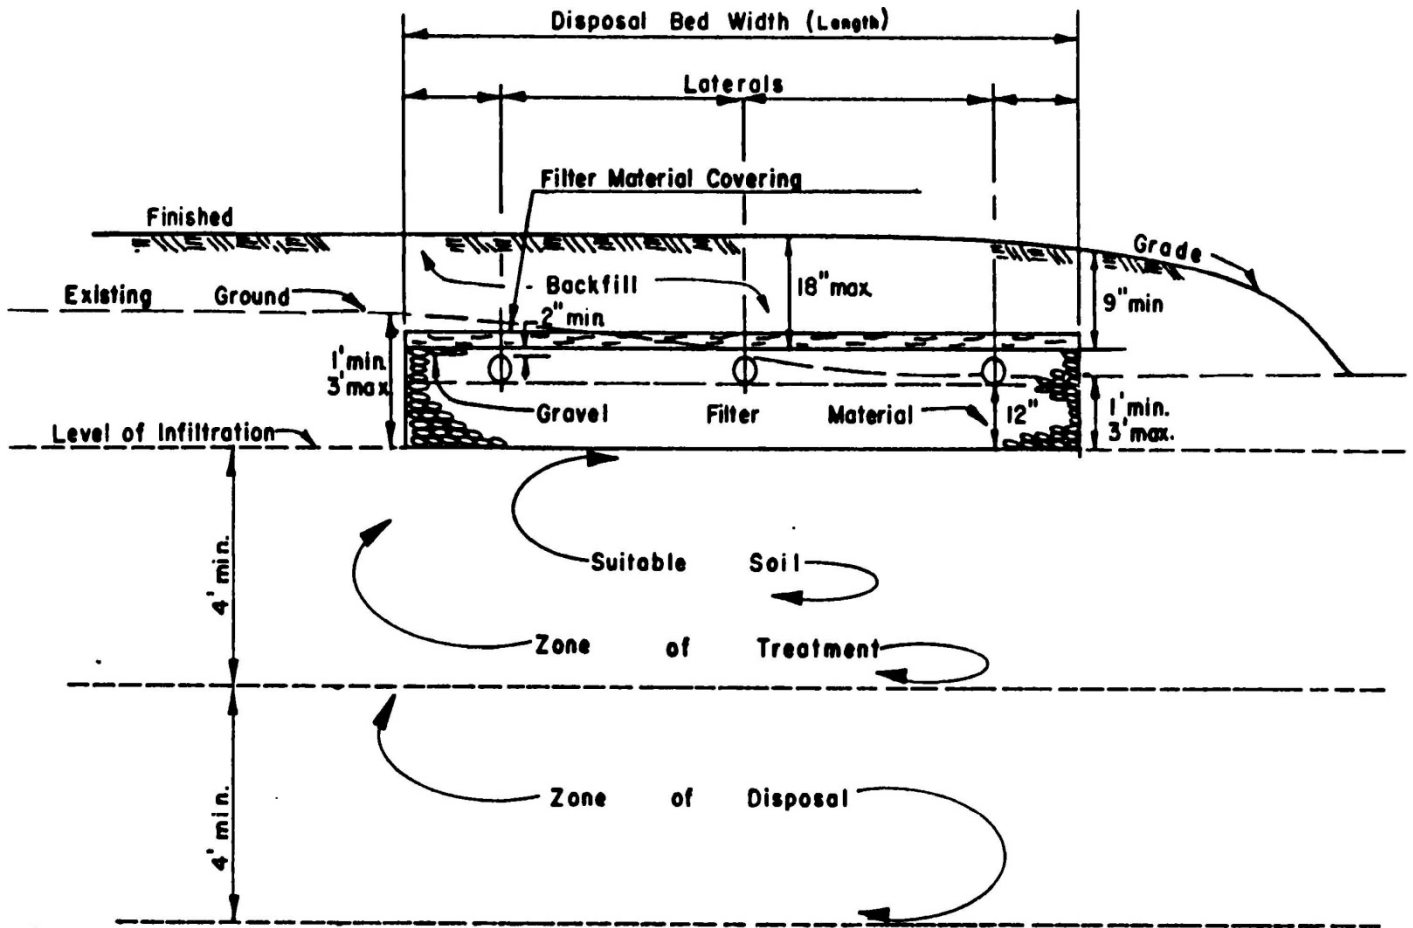 Disposal Bed Width (Length)
Laterals
Filter Material Covering
Finished
Grade
Existing Ground
Backfill
18" max.
9" min
2" min
1' min.
3' max
Gravel Filter Material
12"
1' min.
3' max.
Level of Infiltration
4' min.
Suitable Soil
Zone of Treatment
4' min.
Zone of Disposal